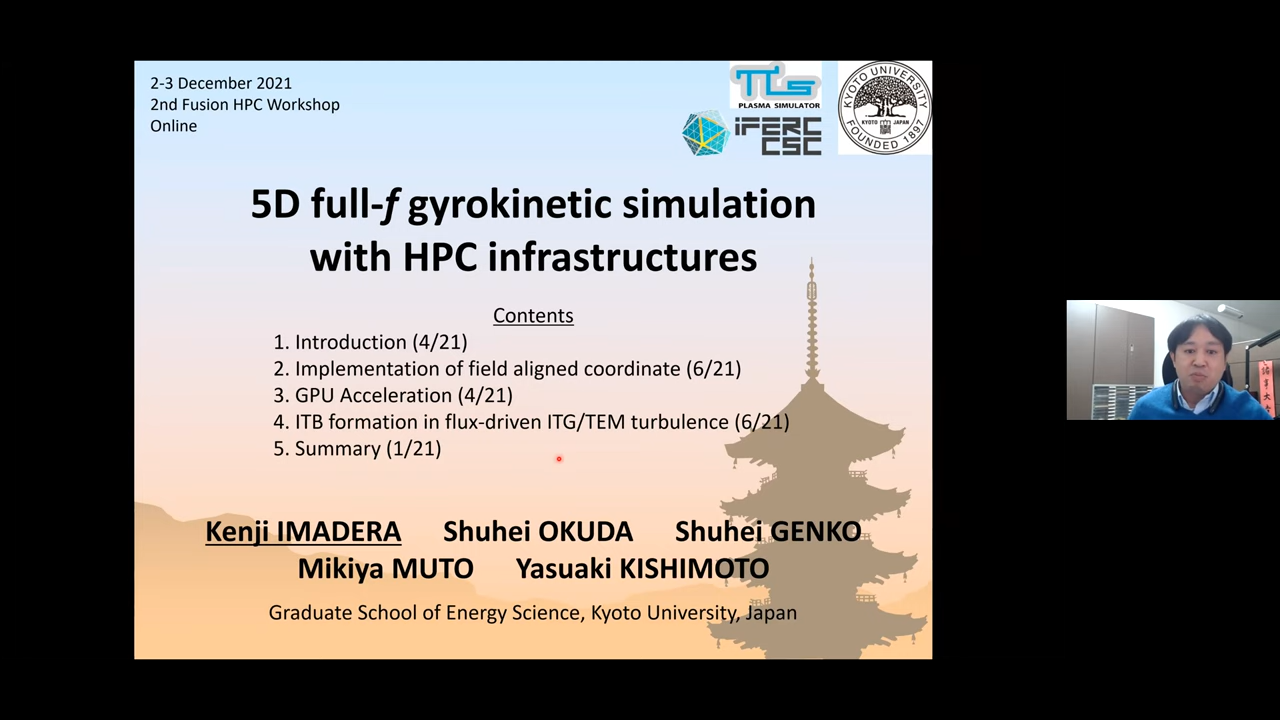 2-3 December 2021
2nd Fusion HPC Workshop
Online
PLASMA SIMULATOR
iFERC
CSC
KYOTO UNIVERSITY
KYOTO JAPAN
FOUNDED 1897
5D full-f gyrokinetic simulation
with HPC infrastructures
Contents
1. Introduction (4/21)
2. Implementation of field aligned coordinate (6/21)
3. GPU Acceleration (4/21)
4. ITB formation in flux-driven ITG/TEM turbulence (6/21)
5. Summary (1/21)
Kenji IMADERA Shuhei OKUDA Shuhei GENKO
Mikiya MUTO Yasuaki KISHIMOTO
Graduate School of Energy Science, Kyoto University, Japan